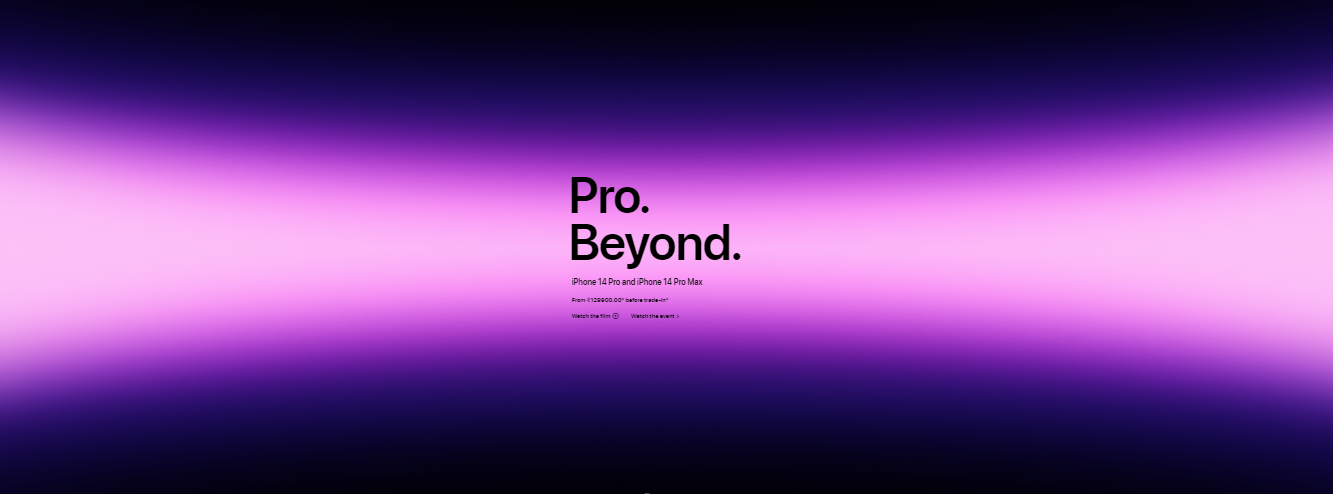 Pro.
Beyond.
iPhone 14 Pro and iPhone 14 Pro Max
From ₹129900.00* before trade-in*
Watch the film Watch the event ›